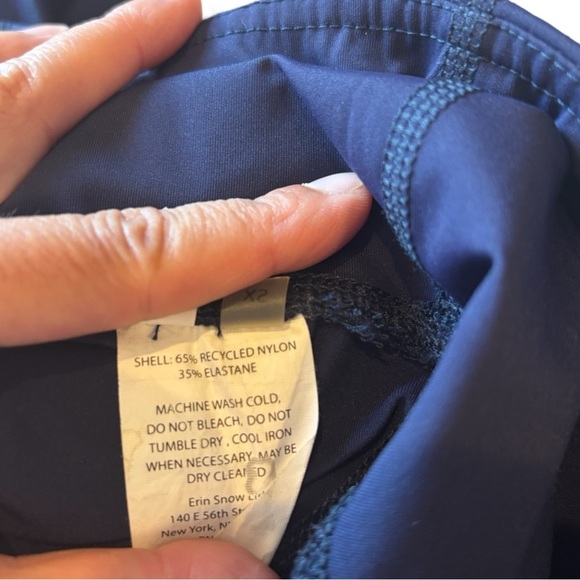 XS
SHELL: 65% RECYCLED NYLON
35% ELASTANE
MACHINE WASH COLD,
DO NOT BLEACH, DO NOT
TUMBLE DRY , COOL IRON
WHEN NECESSARY, MAY BE
DRY CLEANED
Erin Snow
140 E 56th
New York,